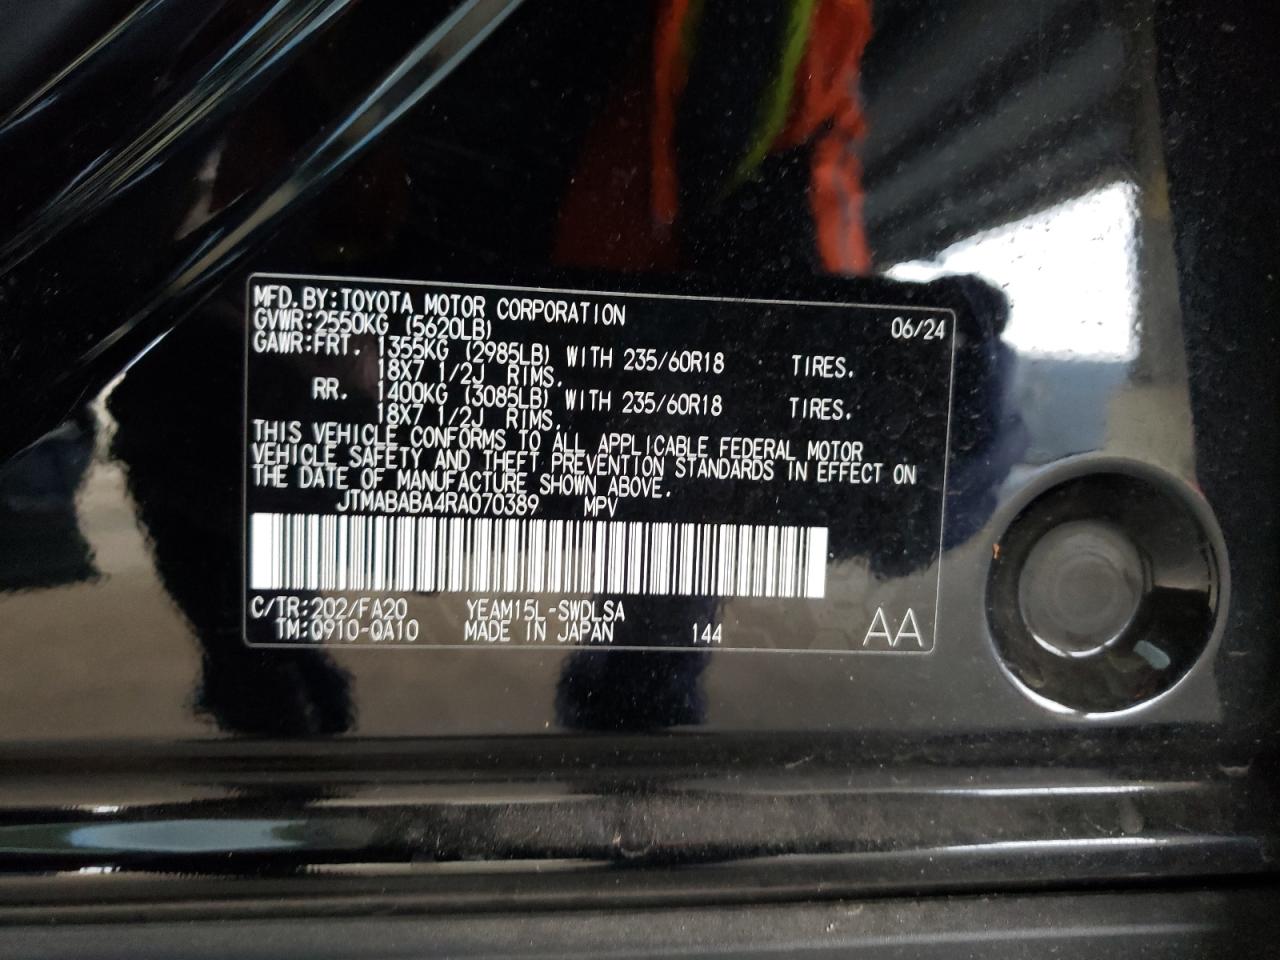 MFD.BY:TOYOTA MOTOR CORPORATION 06/24
GVWR:2550KG (5620LB)
GAWR:FRT. 1355KG (2985LB) WITH 235/60R18 TIRES.
18X7 1/2J RIMS.
RR. 1400KG (3085LB) WITH 235/60R18 TIRES.
18X7 1/2J RIMS.
THIS VEHICLE CONFORMS TO ALL APPLICABLE FEDERAL MOTOR
VEHICLE SAFETY AND THEFT PREVENTION STANDARDS IN EFFECT ON
THE DATE OF MANUFACTURE SHOWN ABOVE.
JTMABABA4RA070389 MPV
C/TR:202/FA20 YEAM15L-SWDLSA
TM:Q910-QA10 MADE IN JAPAN 144 AA